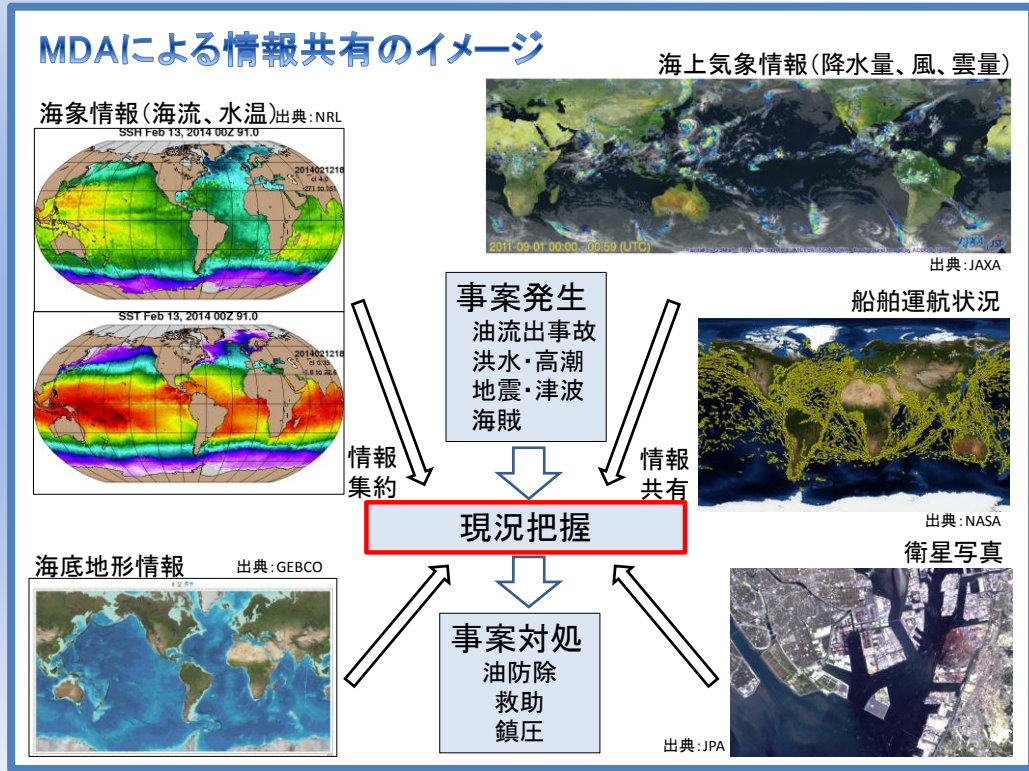 MDAによる情報共有のイメージ
海上気象情報(降水量、風、雲量)
海象情報(海流、水温)出典:NRL
SSH Feb 13, 2014 00Z 91.0
2014021218
2011-09-01 00:00 - 00:59 (UTC)
出典:JAXA
SST Feb 13, 2014 00Z 91.0
2014021218
事案発生
油流出事故
洪水・高潮
地震・津波
海賊
船舶運航状況
情報
集約
情報
共有
現況把握
出典:NASA
海底地形情報
出典:GEBCO
衛星写真
事案対処
油防除
救助
鎮圧
出典:JPA